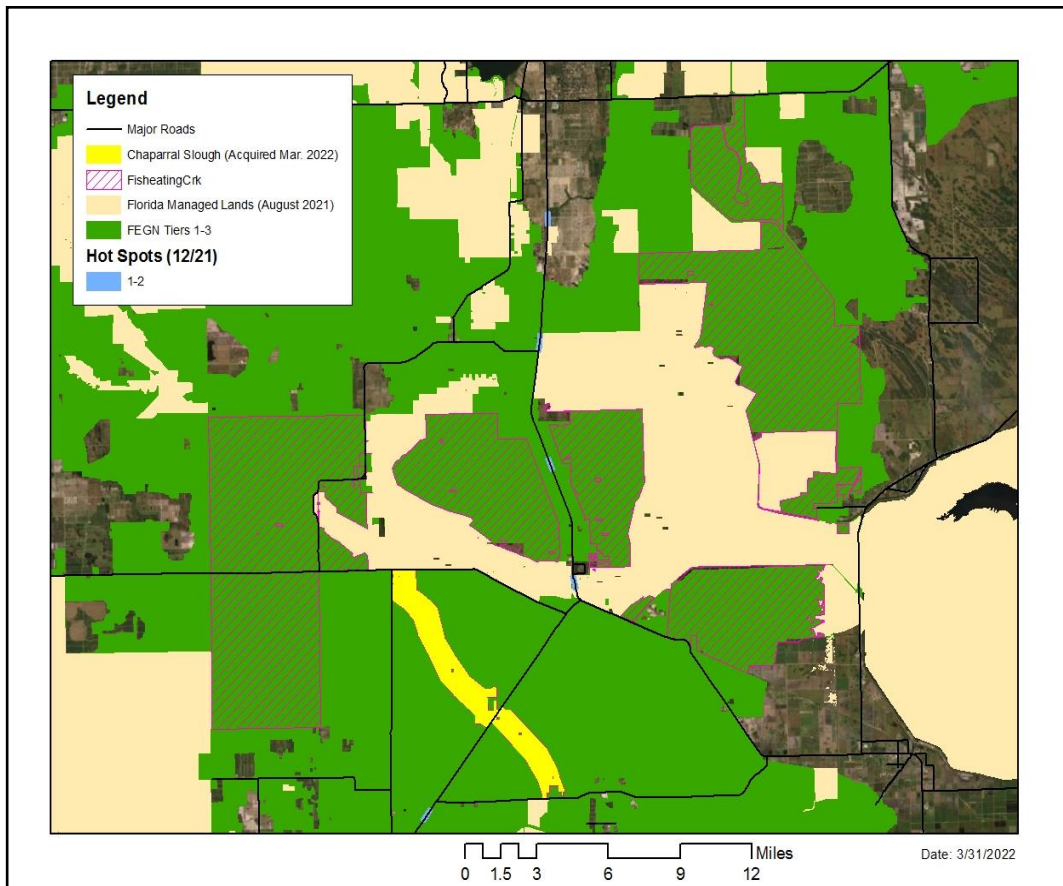 Legend
Major Roads
Chaparral Slough (Acquired Mar. 2022)
FisheatingCrk
Florida Managed Lands (August 2021)
FEGN Tiers 1-3
Hot Spots (12/21)
1-2
Miles
0 1.5 3 6 9 12
Date: 3/31/2022